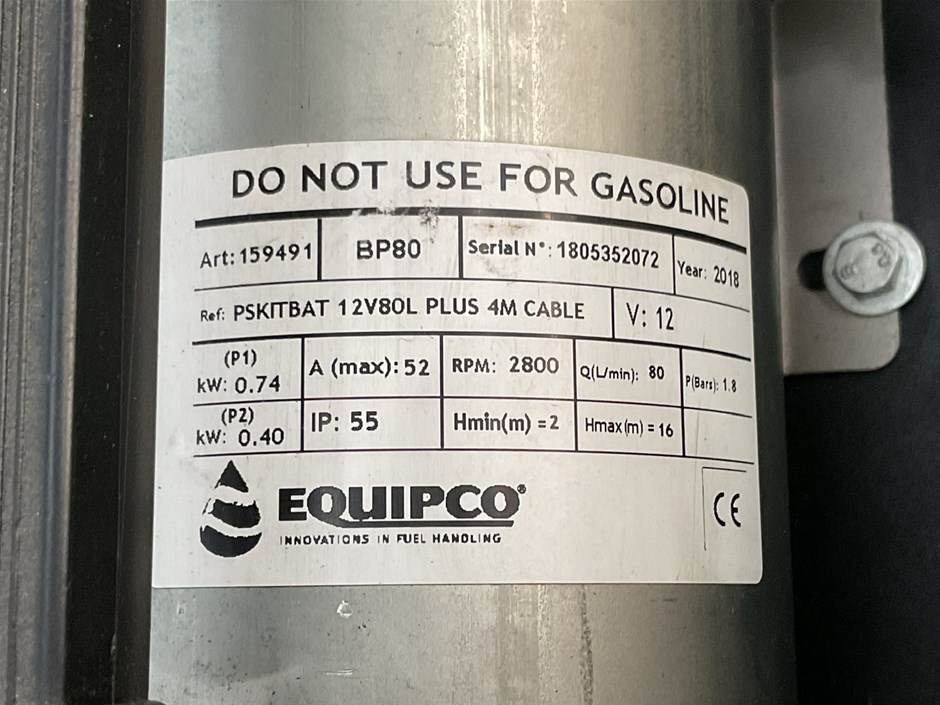 DO NOT USE FOR GASOLINE
Art: 159491 BP80 Serial N°: 1805352072 Year: 2018
Ref: PSKITBAT 12V80L PLUS 4M CABLE V: 12
(P1) kW: 0.74 A (max): 52 RPM: 2800 Q(L/min): 80 P(Bars): 1.8
(P2) kW: 0.40 IP: 55 Hmin(m) =2 Hmax(m) = 16
EQUIPCO®
INNOVATIONS IN FUEL HANDLING
CE